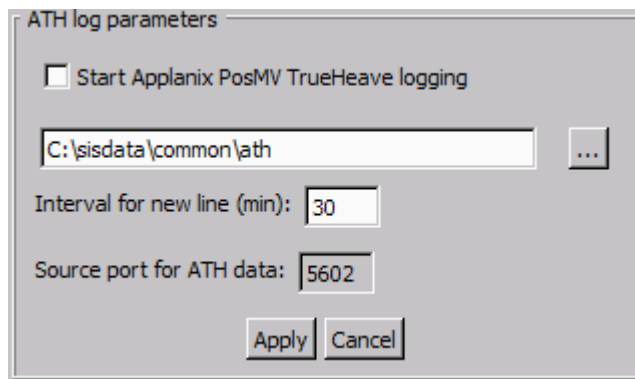 ATH log parameters
Start Applanix PosMV TrueHeave logging
C:\sisdata\common\ath ...
Interval for new line (min): 30
Source port for ATH data: 5602
Apply Cancel